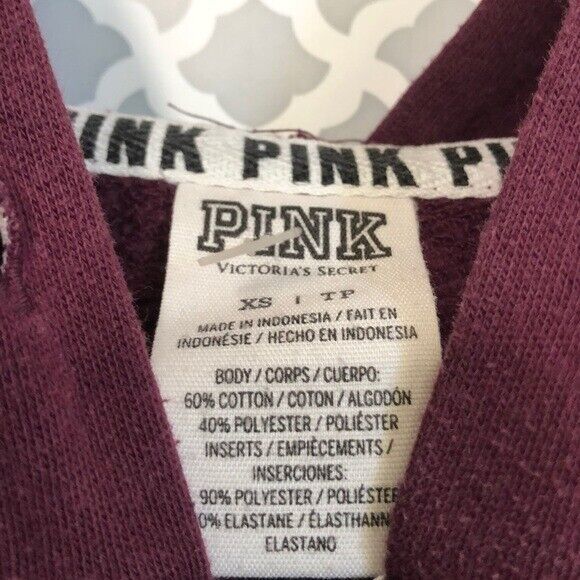 INK PINK PI
PINK
VICTORIA'S SECRET
XS | TP
MADE IN INDONESIA / FAIT EN
INDONÉSIE / HECHO EN INDONESIA
BODY / CORPS / CUERPO:
60% COTTON / COTON / ALGODÓN
40% POLYESTER / POLIÉSTER
INSERTS / EMPIÈCEMENTS /
INSERCIONES:
90% POLYESTER / POLIÉSTE
0% ELASTANE / ÉLASTHANN
ELASTANO